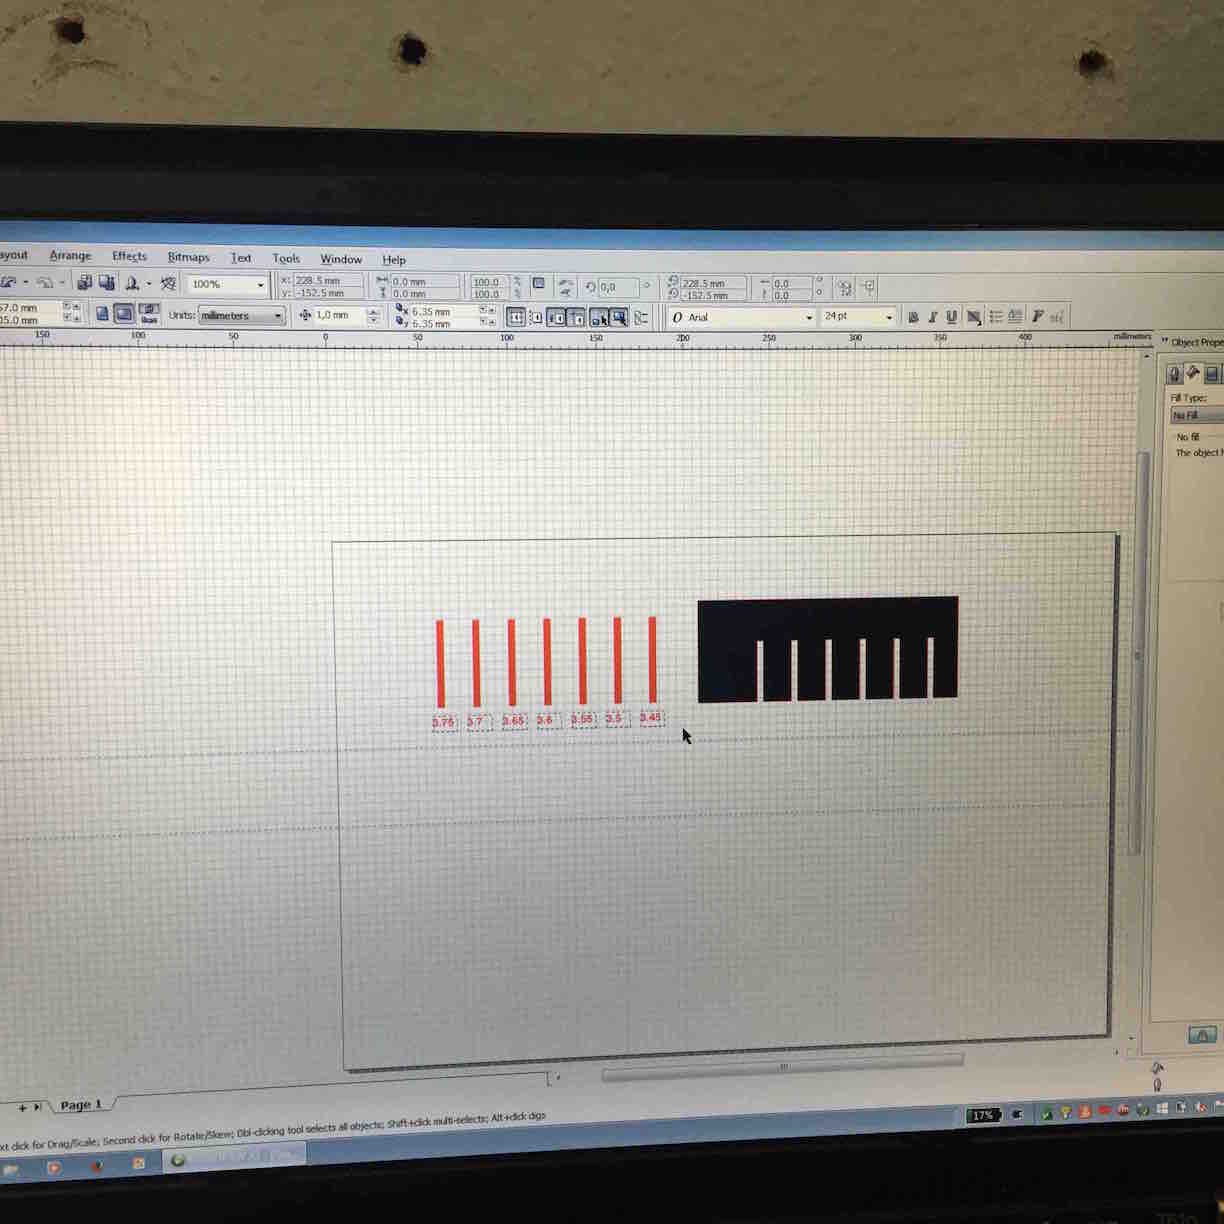 ayout Arrange Effects Bitmaps Text Tools Window Help
100% x: 228.5 mm 0.0 mm 100.0 % 0,0 ° 228.5 mm 0.0 °
y: -152.5 mm 0.0 mm 100.0 % -152.5 mm 0.0 °
57.0 mm Units: millimeters 1,0 mm 6.35 mm O Arial 24 pt B I U F
05.0 mm 6.35 mm
150 100 50 0 50 100 150 200 250 300 350 400 millimeters
Object Prope
Fill Type:
No Fill
No fill
The object h
3.75 3.7 3.65 3.6 3.55 3.5 3.45
Page 1
xt click for Drag/Scale; Second click for Rotate/Skew; Dbl-clicking tool selects all objects; Shift+click multi-selects; Alt+click digs
17%